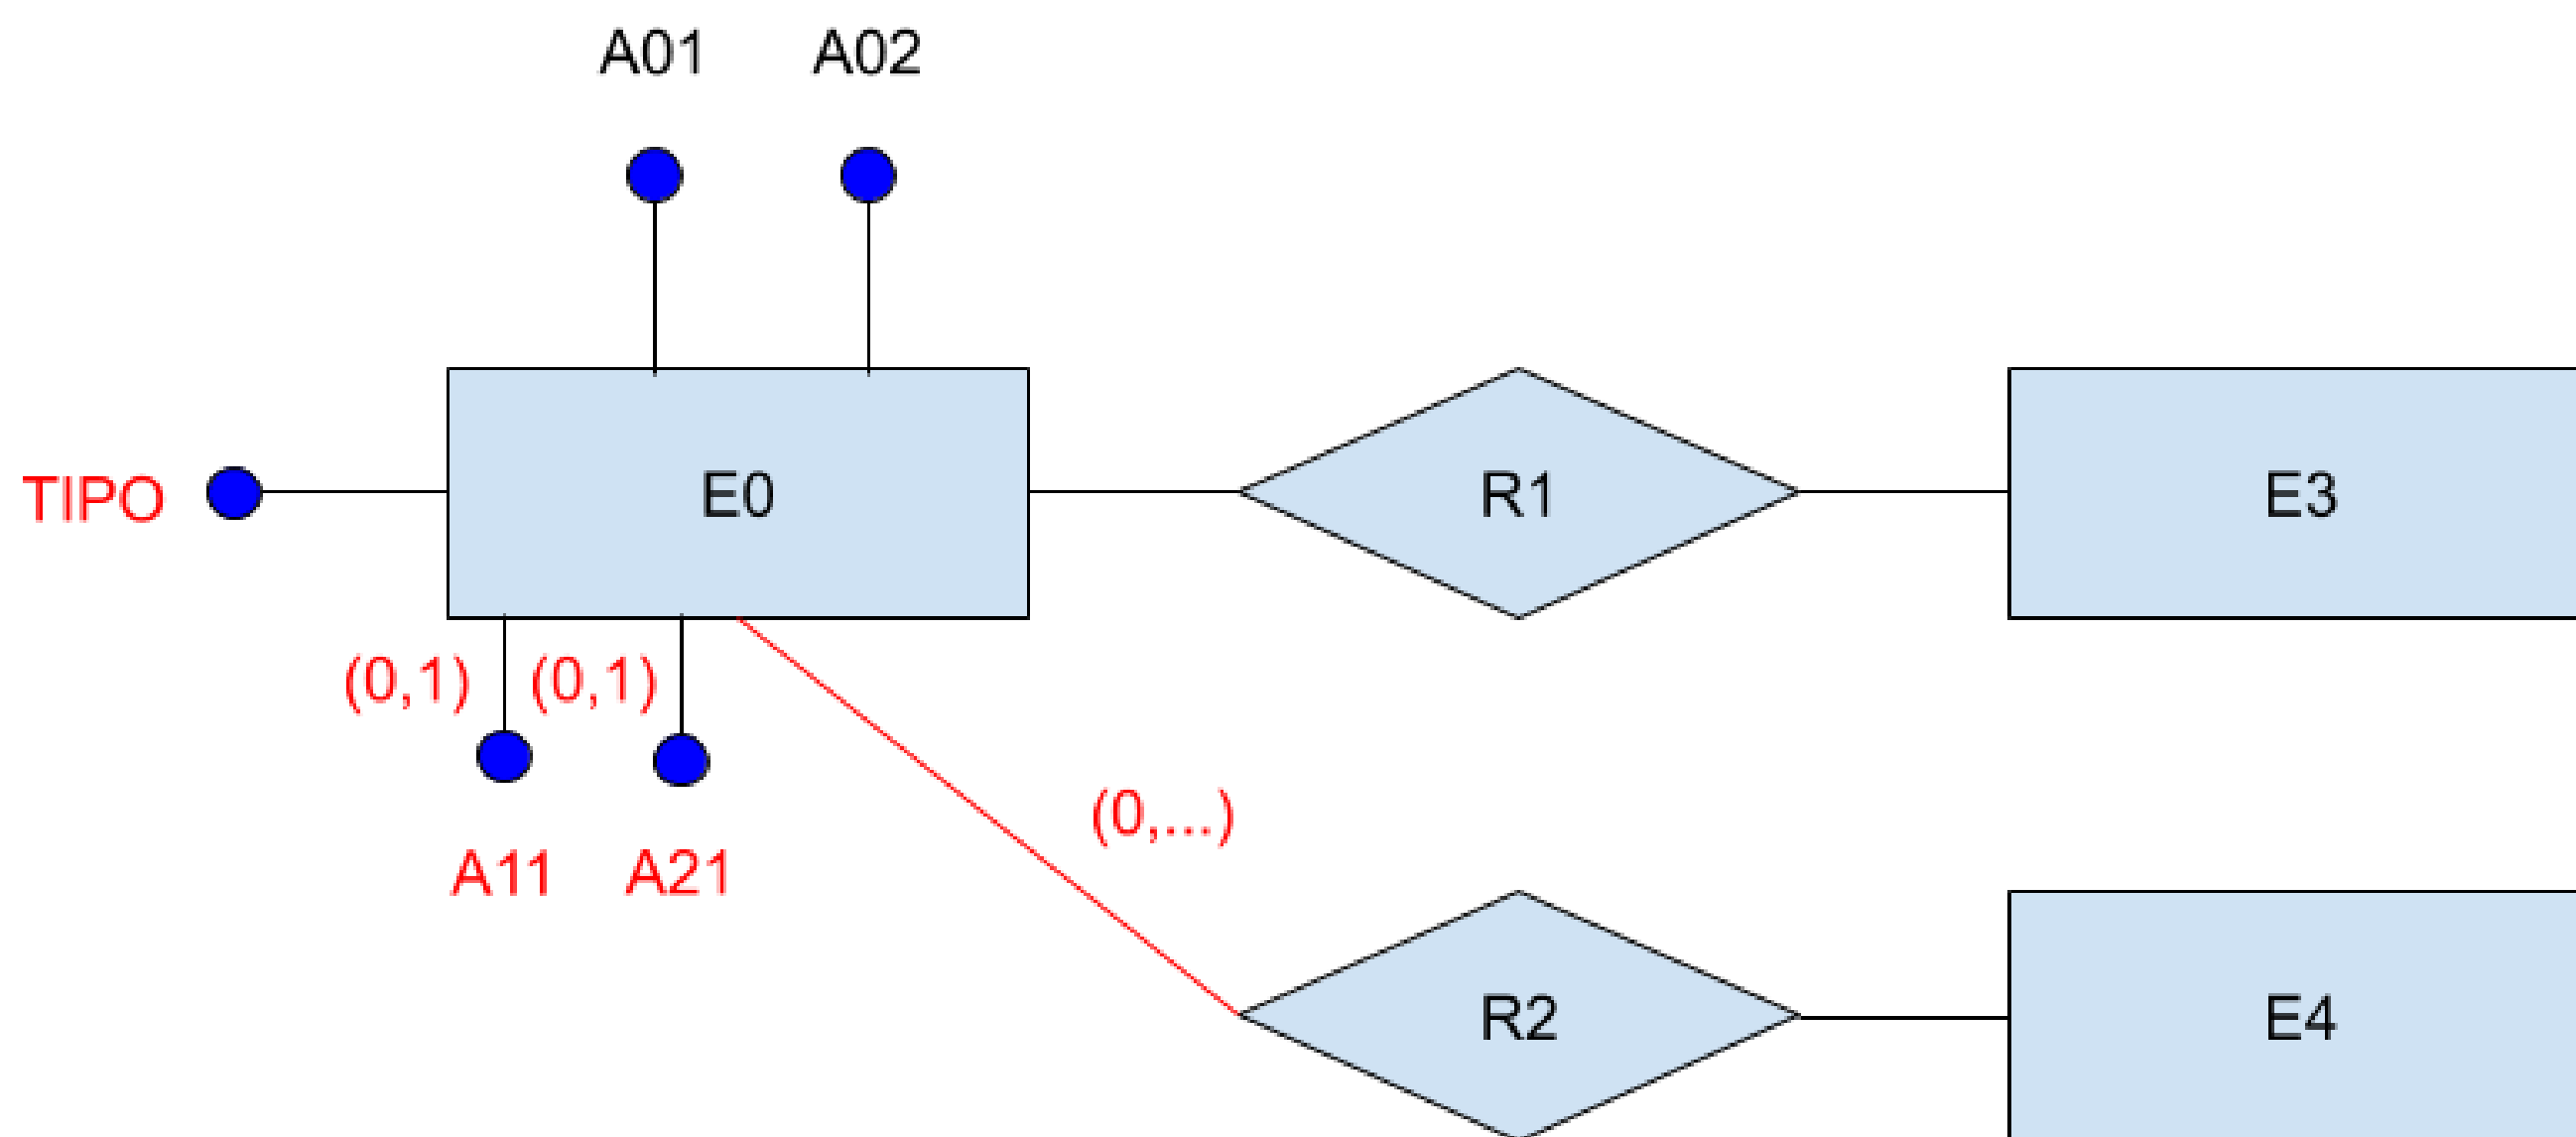 A01 A02
TIPO E0 R1 E3
(0,1) (0,1)
(0,...)
A11 A21
R2 E4